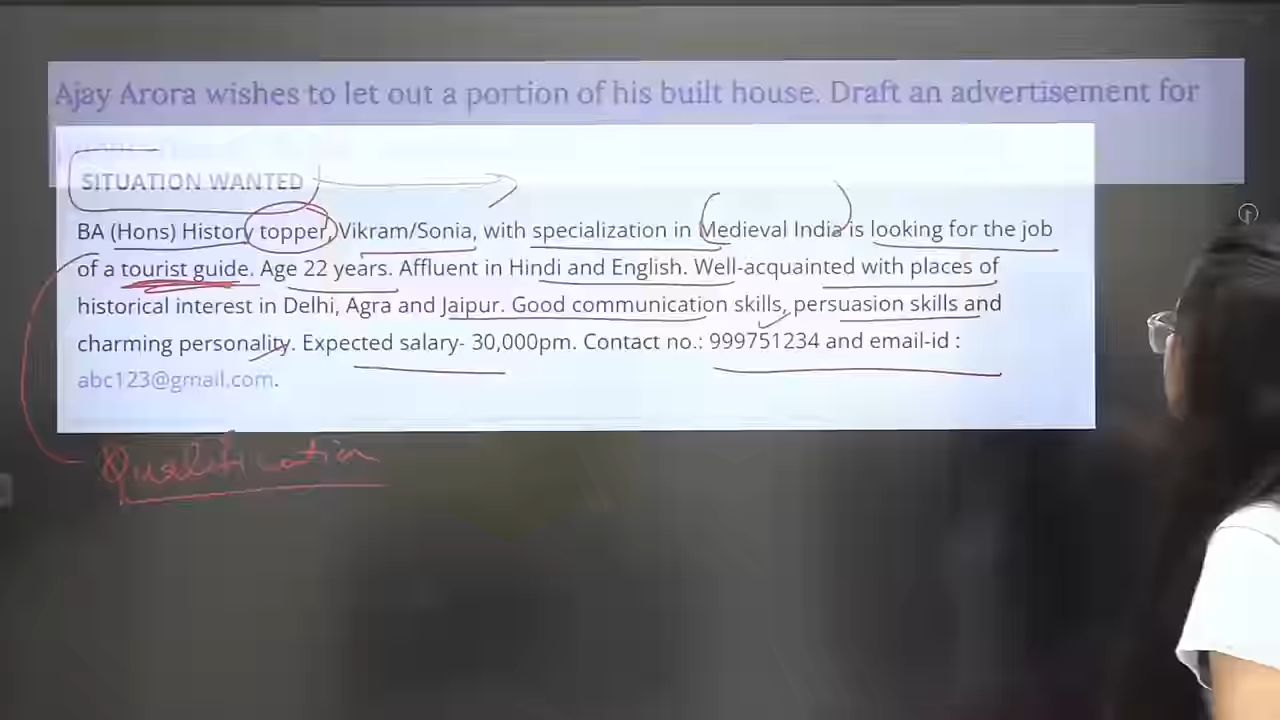 Ajay Arora wishes to let out a portion of his built house. Draft an advertisement for
SITUATION WANTED
BA (Hons) History topper, Vikram/Sonia, with specialization in Medieval India is looking for the job
of a tourist guide. Age 22 years. Affluent in Hindi and English. Well-acquainted with places of
historical interest in Delhi, Agra and Jaipur. Good communication skills, persuasion skills and
charming personality. Expected salary- 30,000pm. Contact no.: 999751234 and email-id :
abc123@gmail.com.
Qualification